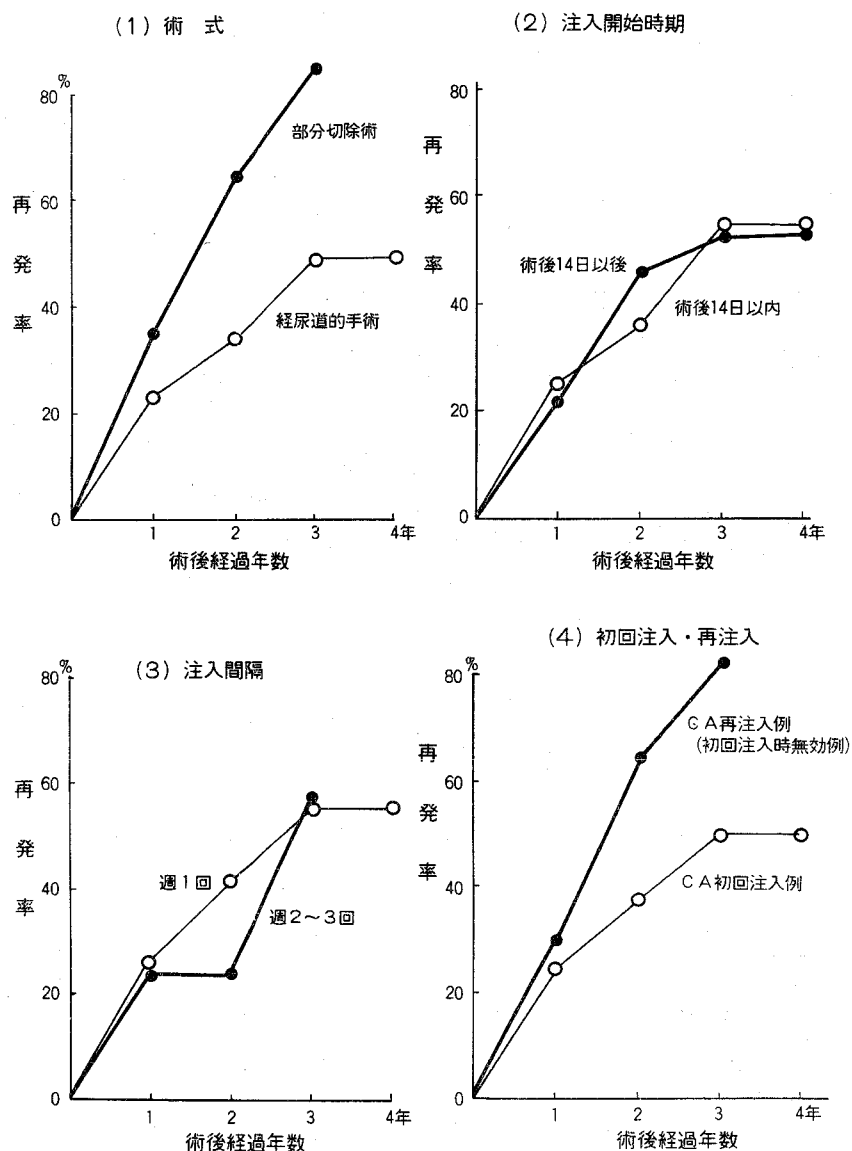 (1) 術 式
%
80
60
40
20
0
再発率
部分切除術
経尿道的手術
1 2 3 4年
術後経過年数
(2) 注入開始時期
80
60
40
20
0
再発率
術後14日以後
術後14日以内
1 2 3 4年
術後経過年数
(3) 注入間隔
%
80
60
40
20
0
再発率
週1回
週2～3回
1 2 3 4年
術後経過年数
(4) 初回注入・再注入
%
80
60
40
20
0
再発率
CA再注入例
(初回注入時無効例)
CA初回注入例
1 2 3 4年
術後経過年数